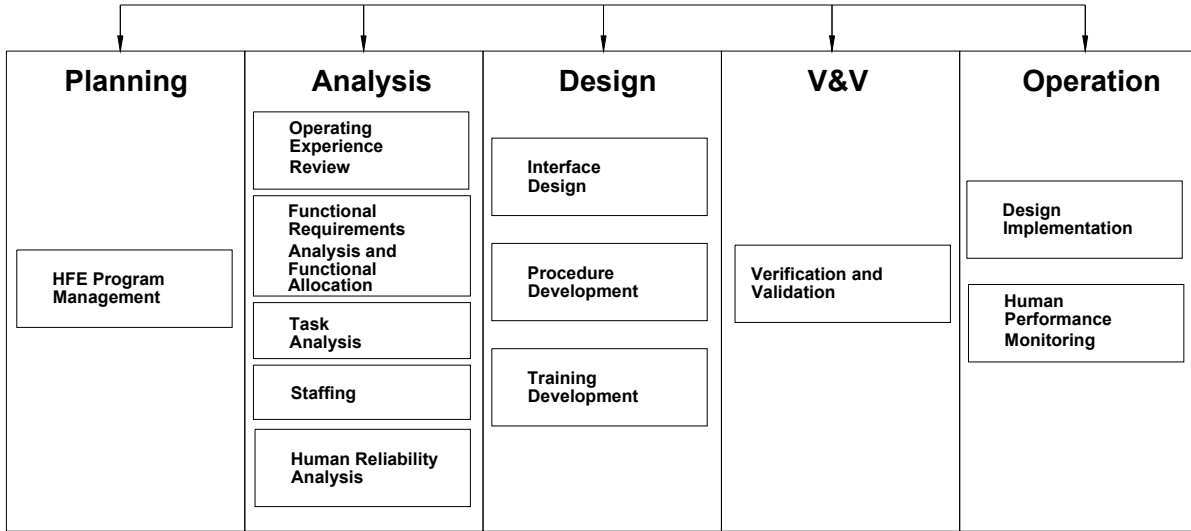 Planning
HFE Program
Management
Analysis
Operating
Experience
Review
Functional
Requirements
Analysis and
Functional
Allocation
Task
Analysis
Staffing
Human Reliability
Analysis
Design
Interface
Design
Procedure
Development
Training
Development
V&V
Verification and
Validation
Operation
Design
Implementation
Human
Performance
Monitoring